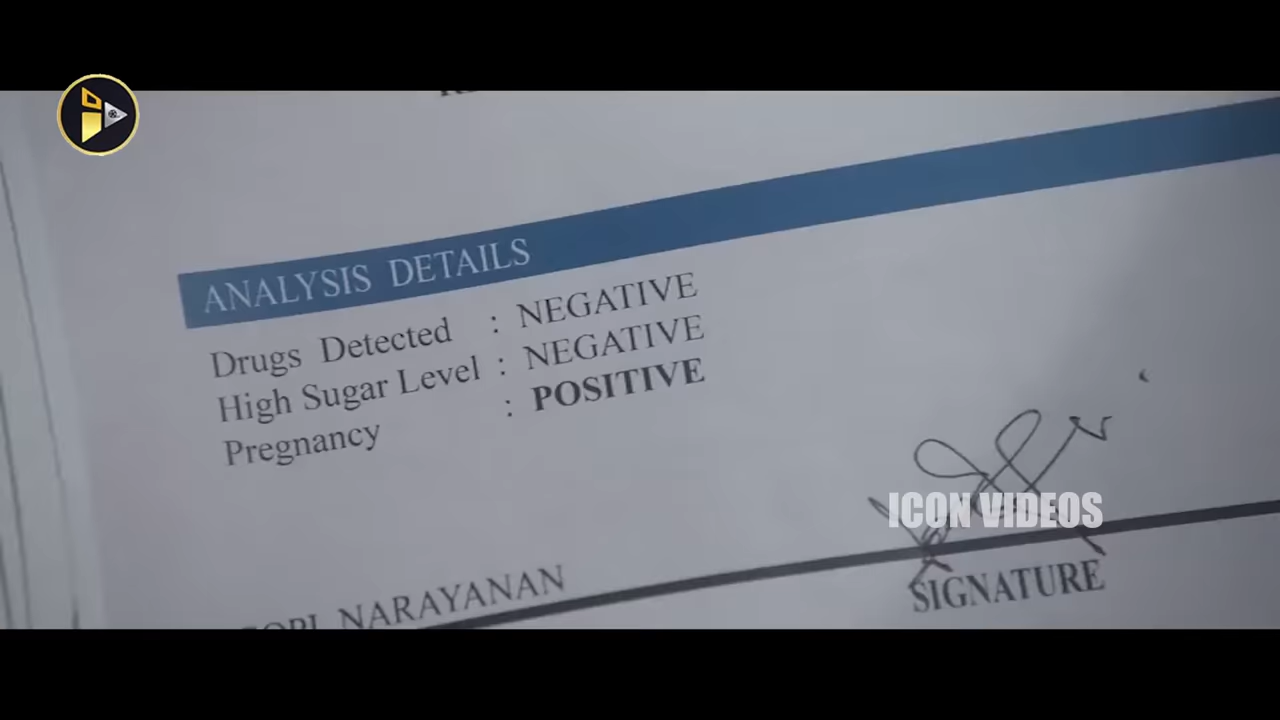 ANALYSIS DETAILS
Drugs Detected : NEGATIVE
High Sugar Level : NEGATIVE
Pregnancy : POSITIVE
ICON VIDEOS
NARAYANAN
SIGNATURE